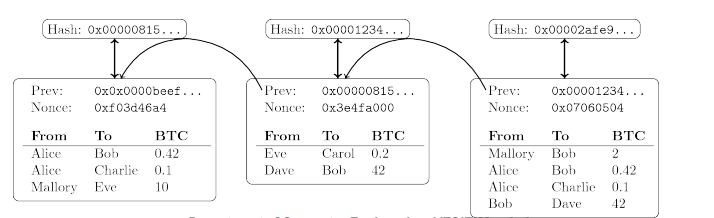 Hash: 0x00000815...
Hash: 0x00001234...
Hash: 0x00002afe9...
Prev: 0x0x0000beef...
Nonce: 0xf03d46a4
From To BTC
Alice Bob 0.42
Alice Charlie 0.1
Mallory Eve 10
Prev: 0x00000815...
Nonce: 0x3e4fa000
From To BTC
Eve Carol 0.2
Dave Bob 42
Prev: 0x00001234...
Nonce: 0x07060504
From To BTC
Mallory Bob 2
Alice Bob 0.42
Alice Charlie 0.1
Bob Dave 42